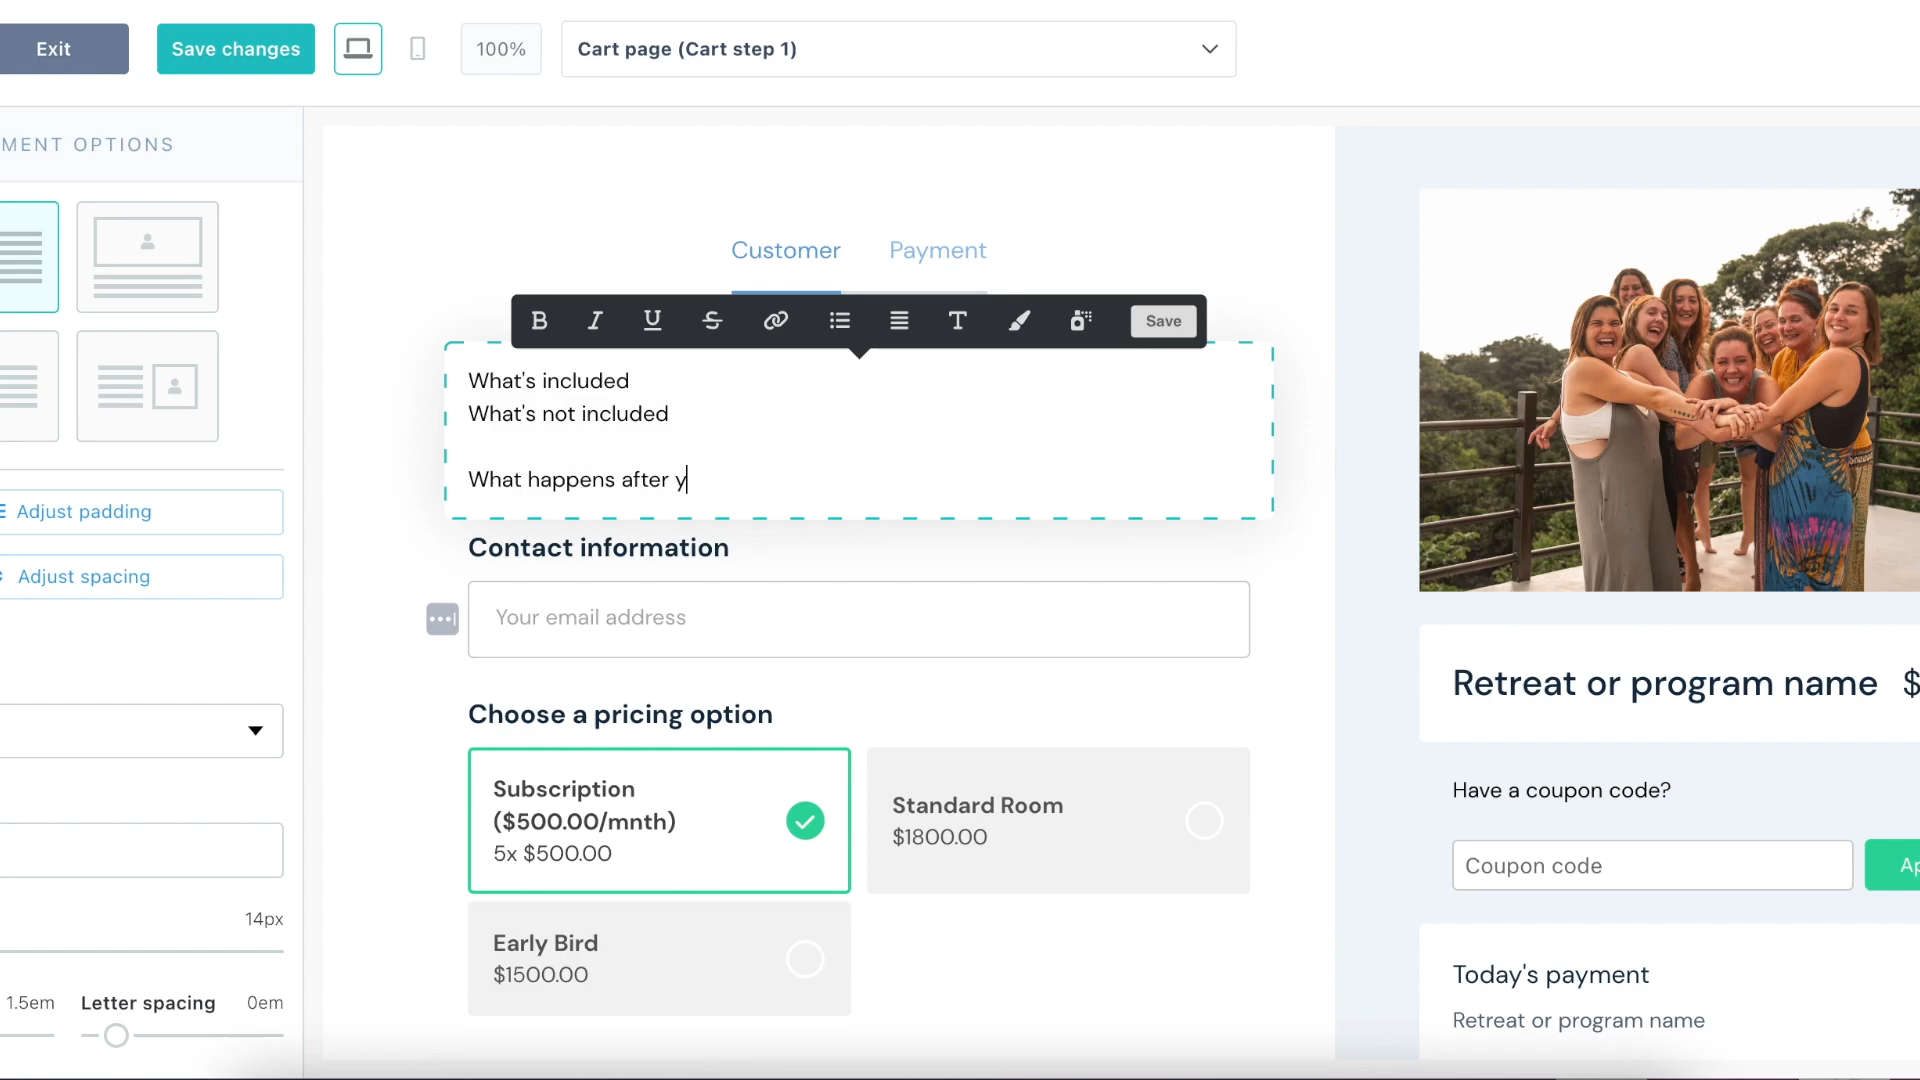 Exit
Save changes
100%
Cart page (Cart step 1)
MENT OPTIONS
Adjust padding
Adjust spacing
14px
1.5em
Letter spacing
0em
Customer
Payment
B I U S T
Save
What's included
What's not included
What happens after y
Contact information
Your email address
Choose a pricing option
Subscription
($500.00/mnth)
5x $500.00
Standard Room
$1800.00
Early Bird
$1500.00
Retreat or program name $
Have a coupon code?
Coupon code
Ap
Today's payment
Retreat or program name